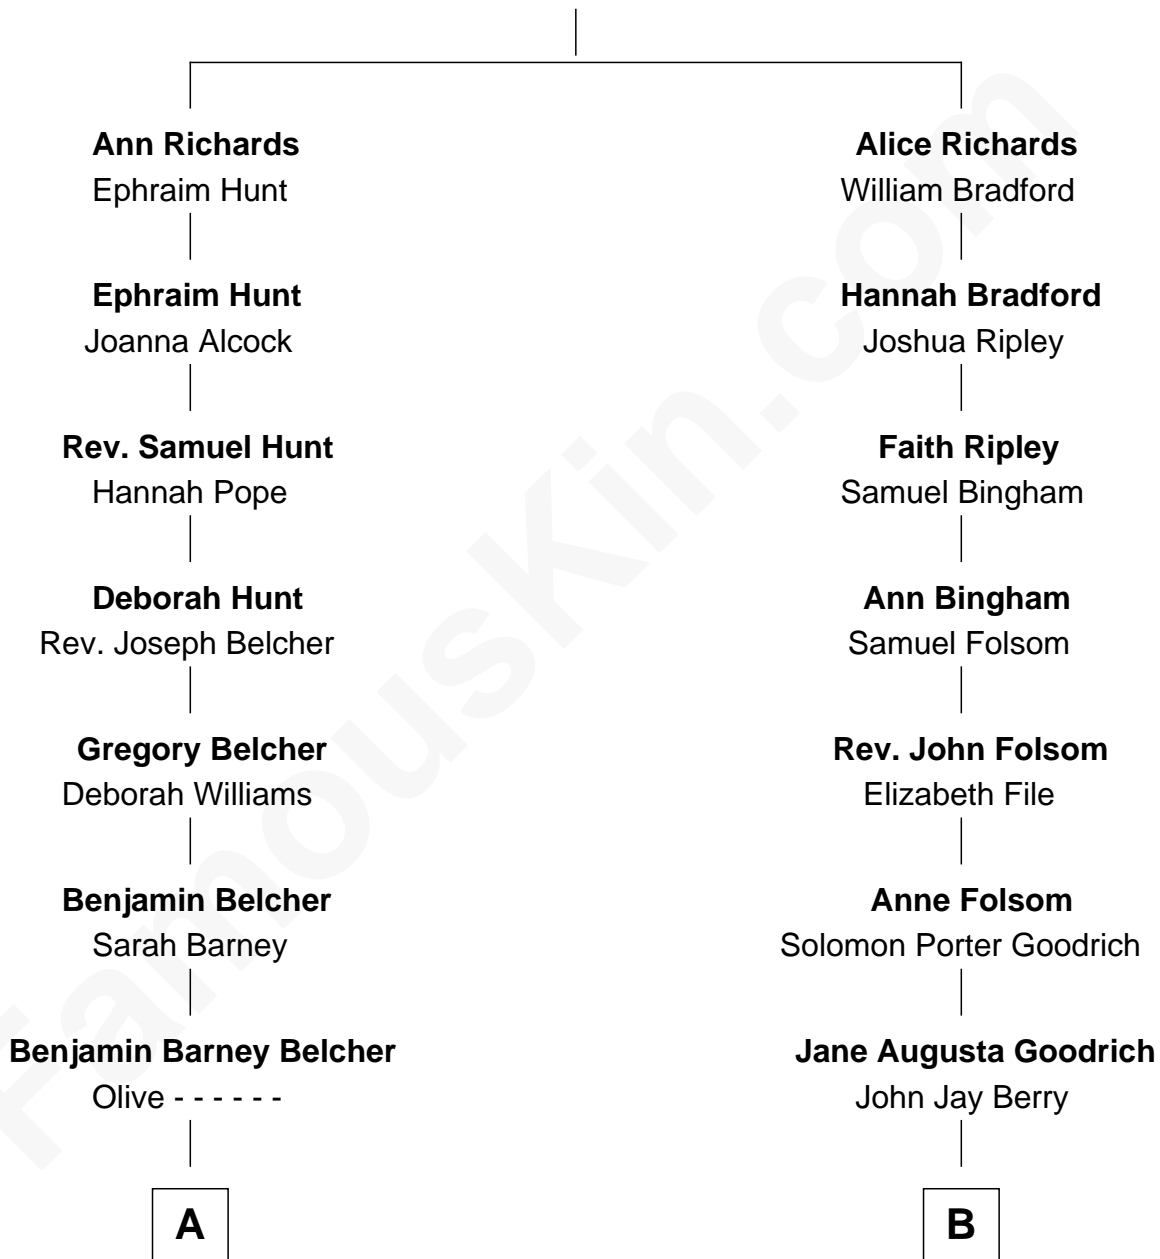 Ann Richards
Ephraim Hunt
Alice Richards
William Bradford
Ephraim Hunt
Joanna Alcock
Hannah Bradford
Joshua Ripley
Rev. Samuel Hunt
Hannah Pope
Faith Ripley
Samuel Bingham
Deborah Hunt
Rev. Joseph Belcher
Ann Bingham
Samuel Folsom
Gregory Belcher
Deborah Williams
Rev. John Folsom
Elizabeth File
Benjamin Belcher
Sarah Barney
Anne Folsom
Solomon Porter Goodrich
Benjamin Barney Belcher
Olive - - - - - -
Jane Augusta Goodrich
John Jay Berry
A
B
FamousKin.com